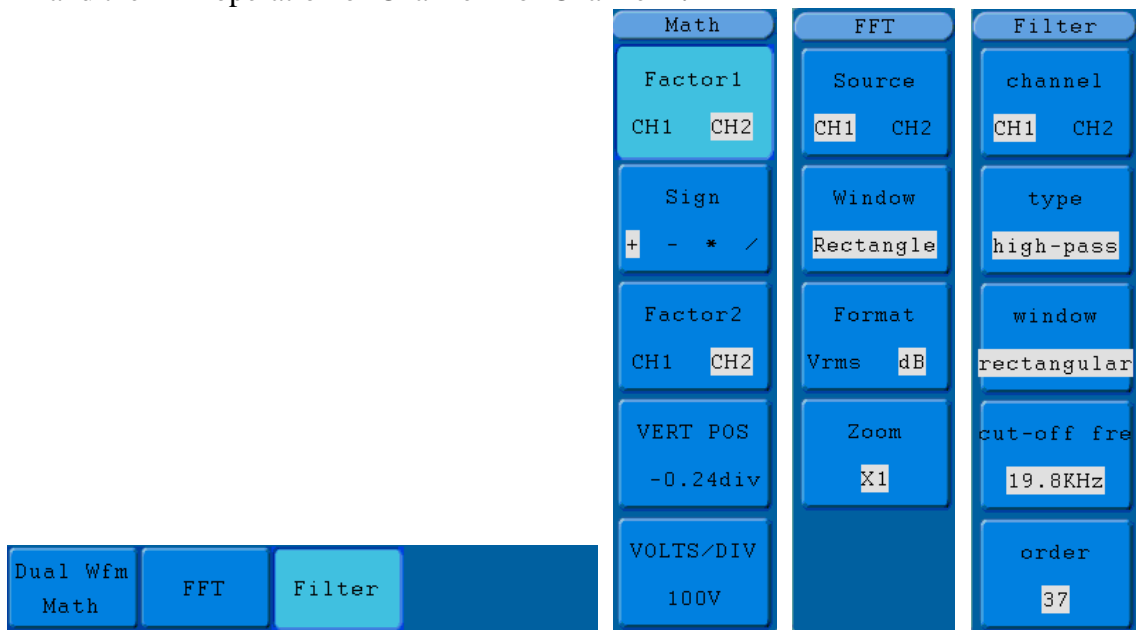 Math
Factor1
CH1 CH2
Sign
+ - * /
Factor2
CH1 CH2
VERT POS
-0.24div
VOLTS/DIV
100V
FFT
Source
CH1 CH2
Window
Rectangle
Format
Vrms dB
Zoom
X1
Filter
channel
CH1 CH2
type
high-pass
window
rectangular
cut-off fre
19.8KHz
order
37
Dual Wfm
Math
FFT
Filter